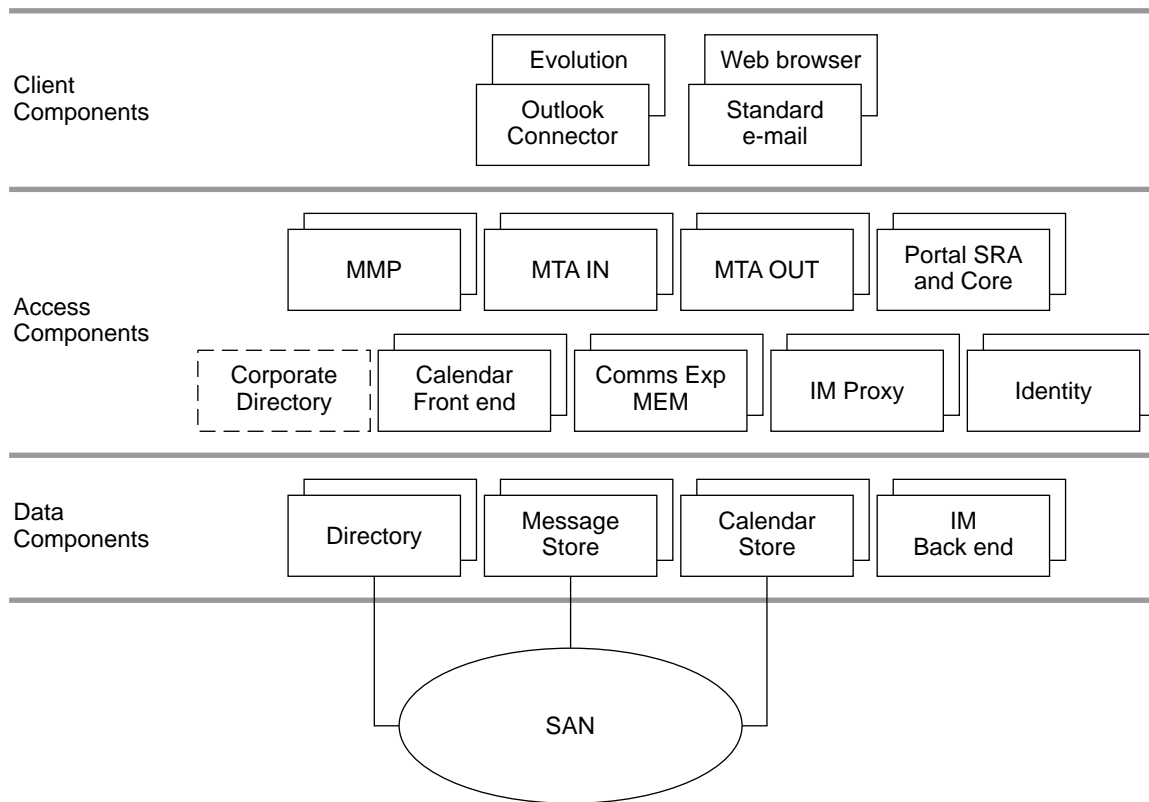 Client
Components
Evolution
Web browser
Outlook
Connector
Standard
e-mail
Access
Components
MMP
MTA IN
MTA OUT
Portal SRA
and Core
Corporate
Directory
Calendar
Front end
Comms Exp
MEM
IM Proxy
Identity
Data
Components
Directory
Message
Store
Calendar
Store
IM
Back end
SAN